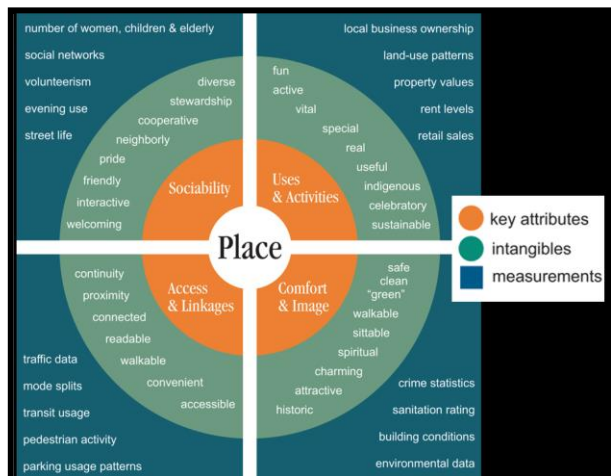 number of women, children & elderly
social networks
volunteerism
evening use
street life
diverse
stewardship
cooperative
neighborly
pride
friendly
interactive
welcoming
Sociability
local business ownership
land-use patterns
property values
rent levels
retail sales
fun
active
vital
special
real
useful
indigenous
celebratory
sustainable
Uses
& Activities
Place
key attributes
intangibles
measurements
continuity
proximity
connected
readable
walkable
convenient
accessible
Access
& Linkages
traffic data
mode splits
transit usage
pedestrian activity
parking usage patterns
Comfort
& Image
safe
clean
“green”
walkable
sittable
spiritual
charming
attractive
historic
crime statistics
sanitation rating
building conditions
environmental data